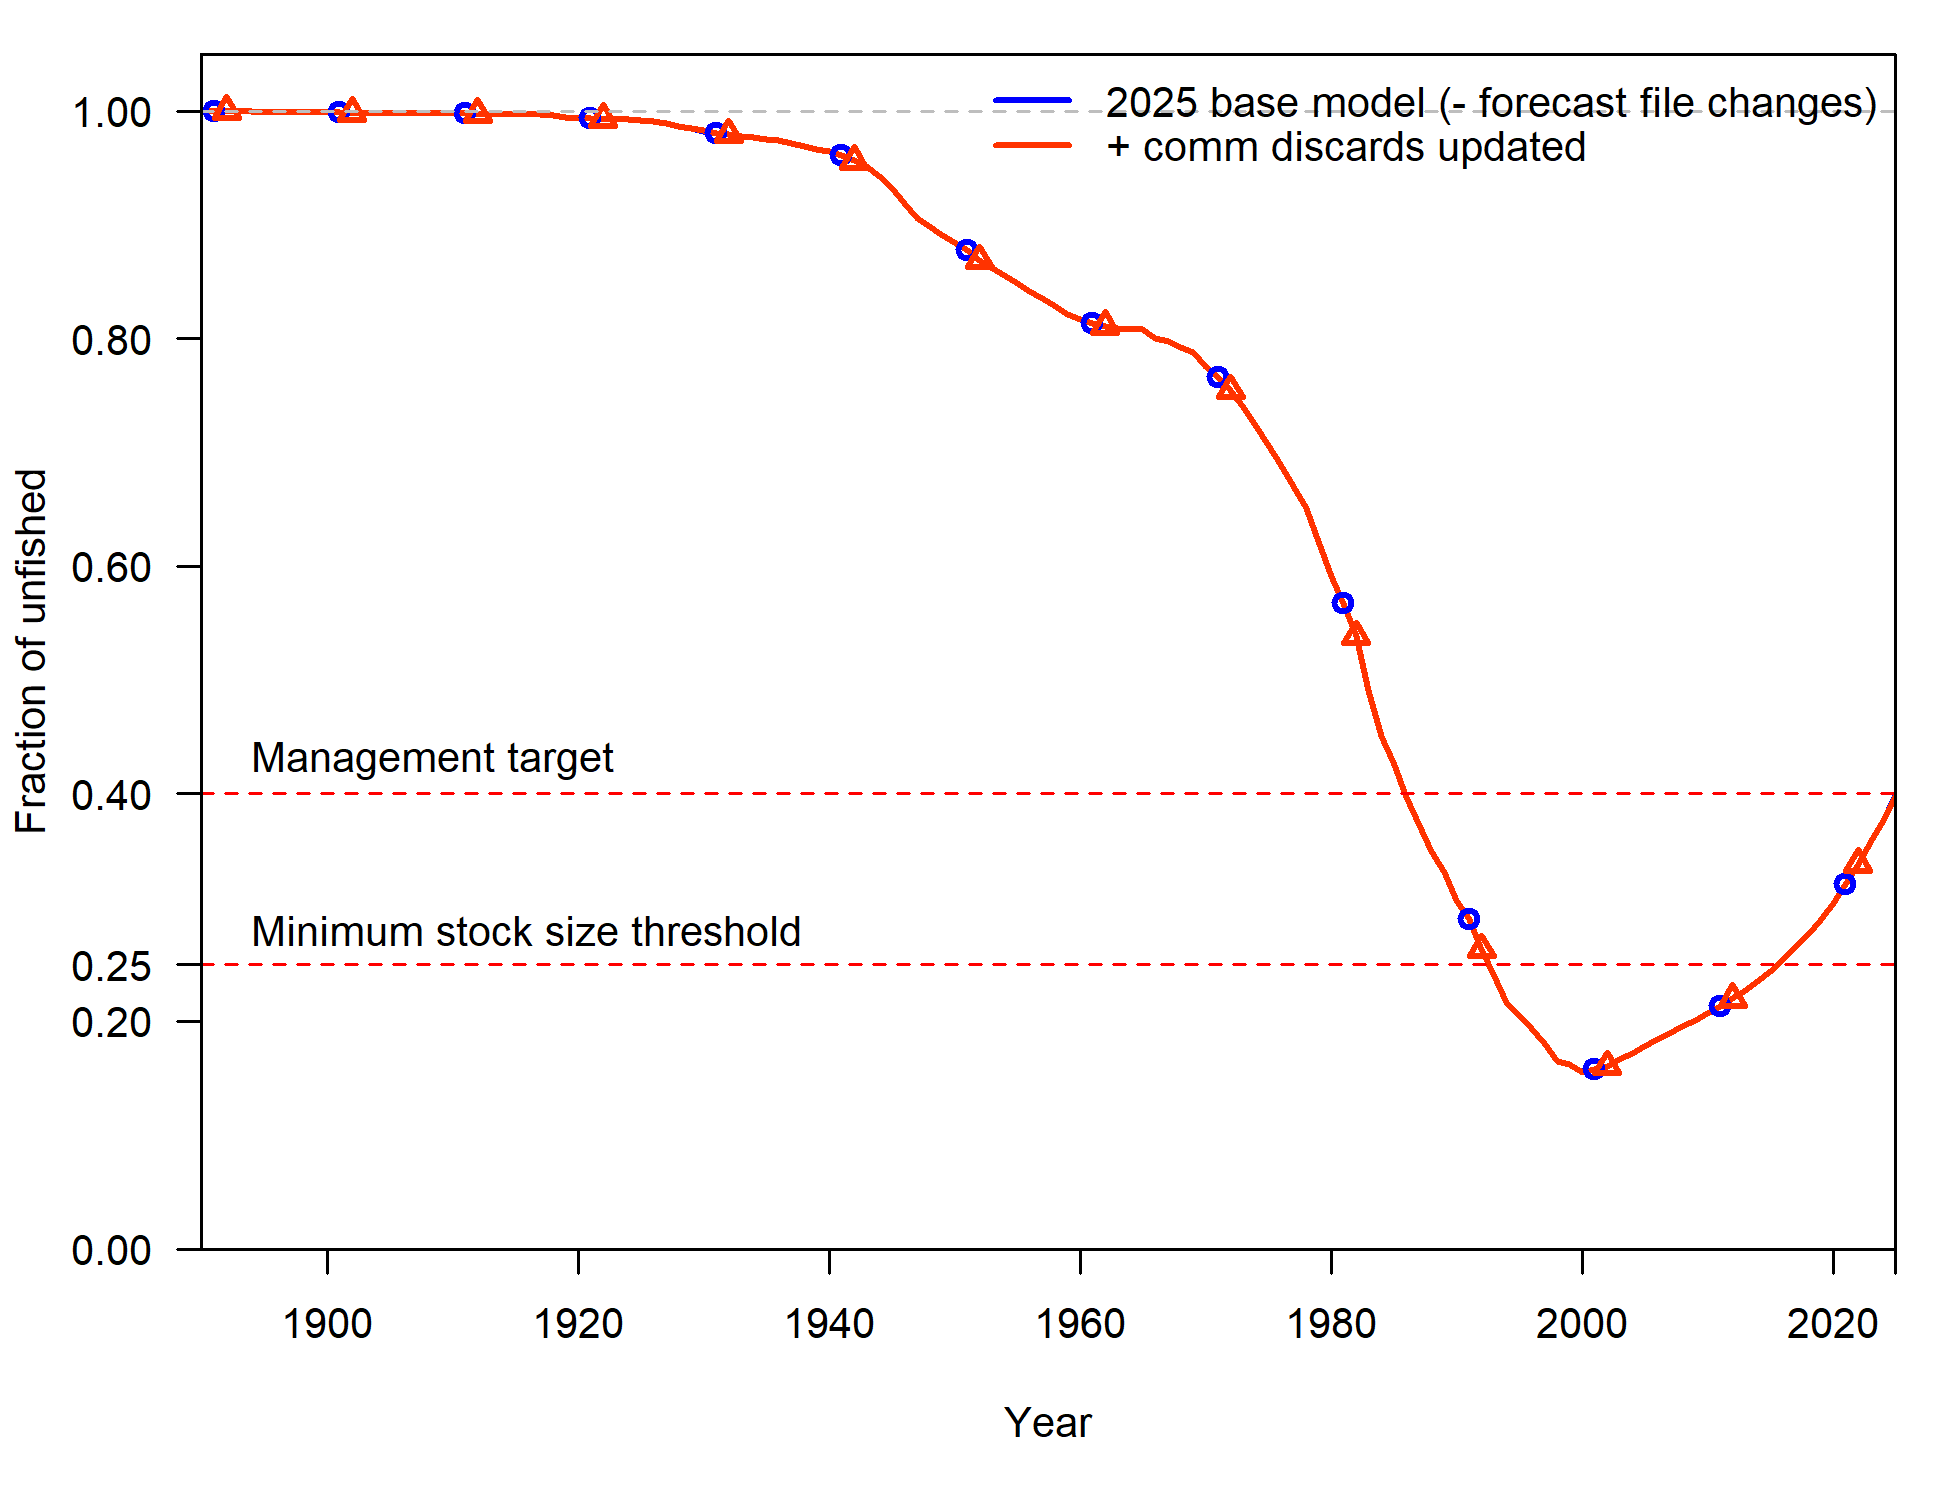 2025 base model (- forecast file changes)
+ comm discards updated
1.00
0.80
0.60
0.40
0.25
0.20
0.00
Fraction of unfished
Management target
Minimum stock size threshold
1900 1920 1940 1960 1980 2000 2020
Year